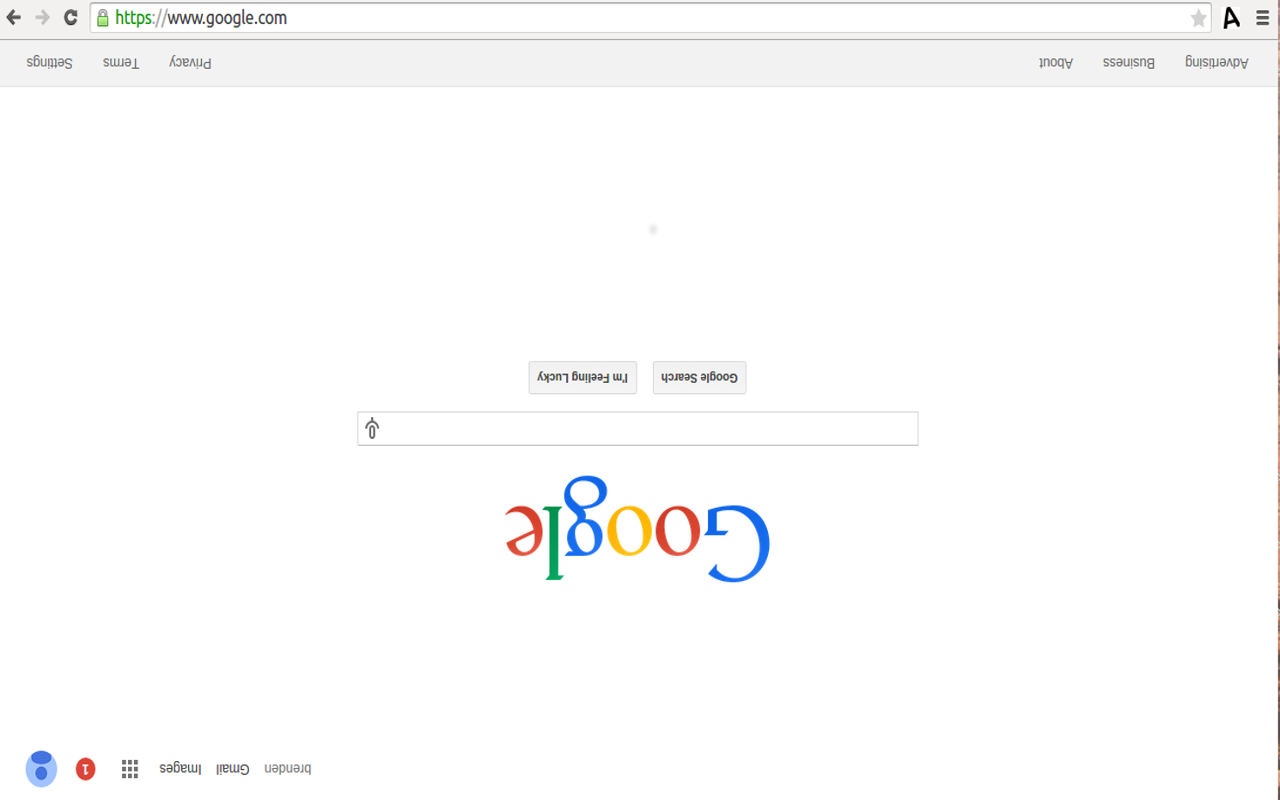 https://www.google.com
A
brenden Gmail Images 1
Google
Google Search I'm Feeling Lucky
Advertising Business About Privacy Terms Settings